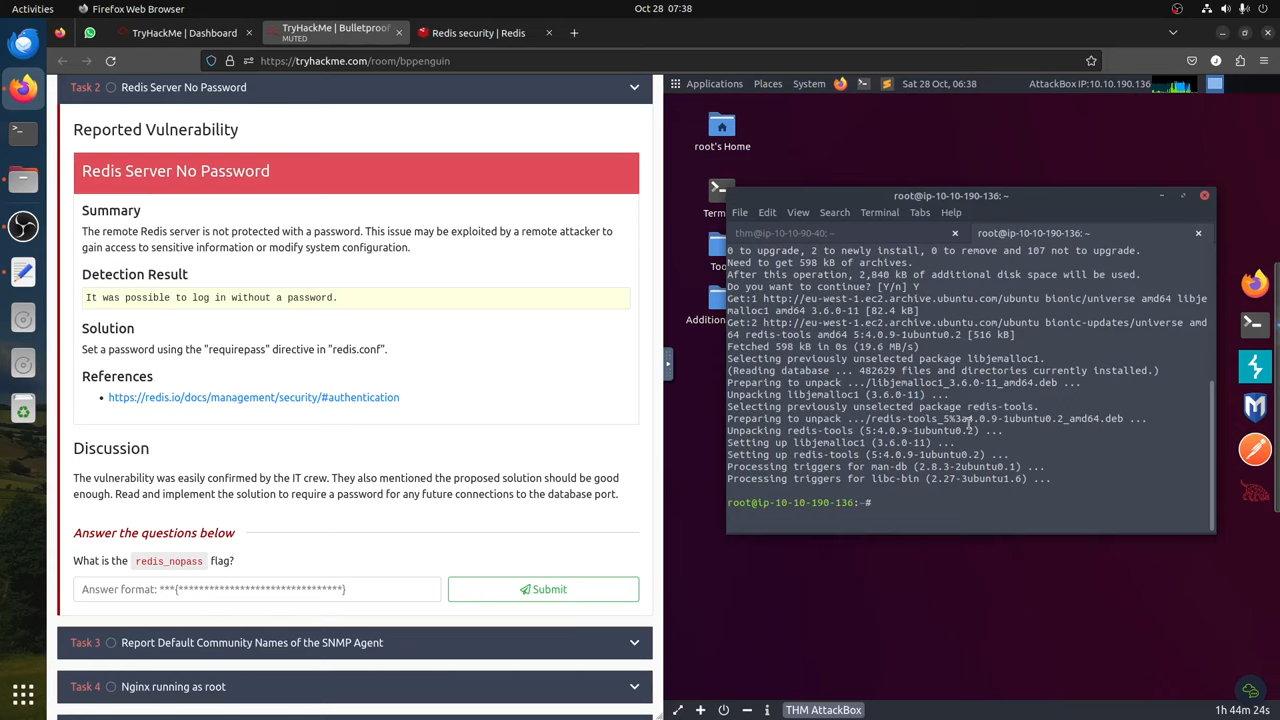 Activities
Firefox Web Browser
Oct 28 07:38
TryHackMe | Dashboard
TryHackMe | Bulletproof
MUTED
Redis security | Redis
https://tryhackme.com/room/bppenguin
Task 2
Redis Server No Password
Reported Vulnerability
Redis Server No Password
Summary
The remote Redis server is not protected with a password. This issue may be exploited by a remote attacker to
gain access to sensitive information or modify system configuration.
Detection Result
It was possible to log in without a password.
Solution
Set a password using the "requirepass" directive in "redis.conf".
References
https://redis.io/docs/management/security/#authentication
Discussion
The vulnerability was easily confirmed by the IT crew. They also mentioned the proposed solution should be good
enough. Read and implement the solution to require a password for any future connections to the database port.
Answer the questions below
What is the redis_nopass flag?
Answer format: ***{********************************}
Submit
Task 3
Report Default Community Names of the SNMP Agent
Task 4
Nginx running as root
Applications
Places
System
Sat 28 Oct, 06:38
AttackBox IP:10.10.190.136
root's Home
Term
Too
Addition
root@ip-10-10-190-136: ~
File Edit View Search Terminal Tabs Help
thm@ip-10-10-90-40: ~
root@ip-10-10-190-136: ~
0 to upgrade, 2 to newly install, 0 to remove and 107 not to upgrade.
Need to get 598 kB of archives.
After this operation, 2,840 kB of additional disk space will be used.
Do you want to continue? [Y/n] Y
Get:1 http://eu-west-1.ec2.archive.ubuntu.com/ubuntu bionic/universe amd64 libje
malloc1 amd64 3.6.0-11 [82.4 kB]
Get:2 http://eu-west-1.ec2.archive.ubuntu.com/ubuntu bionic-updates/universe amd
64 redis-tools amd64 5:4.0.9-1ubuntu0.2 [516 kB]
Fetched 598 kB in 0s (19.6 MB/s)
Selecting previously unselected package libjemalloc1.
(Reading database ... 482629 files and directories currently installed.)
Preparing to unpack .../libjemalloc1_3.6.0-11_amd64.deb ...
Unpacking libjemalloc1 (3.6.0-11) ...
Selecting previously unselected package redis-tools.
Preparing to unpack .../redis-tools_5%3a4.0.9-1ubuntu0.2_amd64.deb ...
Unpacking redis-tools (5:4.0.9-1ubuntu0.2) ...
Setting up libjemalloc1 (3.6.0-11) ...
Setting up redis-tools (5:4.0.9-1ubuntu0.2) ...
Processing triggers for man-db (2.8.3-2ubuntu0.1) ...
Processing triggers for libc-bin (2.27-3ubuntu1.6) ...
root@ip-10-10-190-136:~#
THM AttackBox
1h 44m 24s